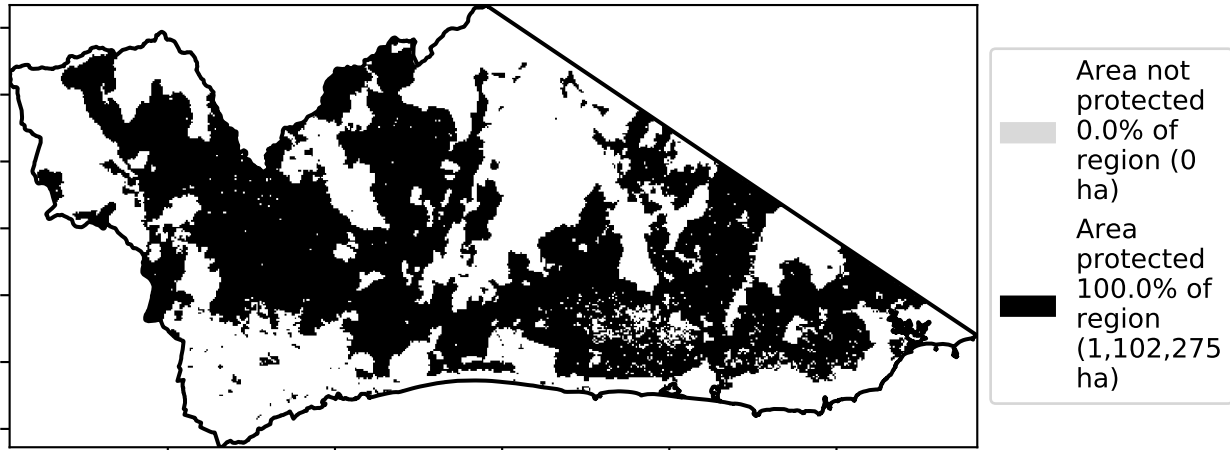 Area not
protected
0.0% of
region (0
ha)
Area
protected
100.0% of
region
(1,102,275
ha)